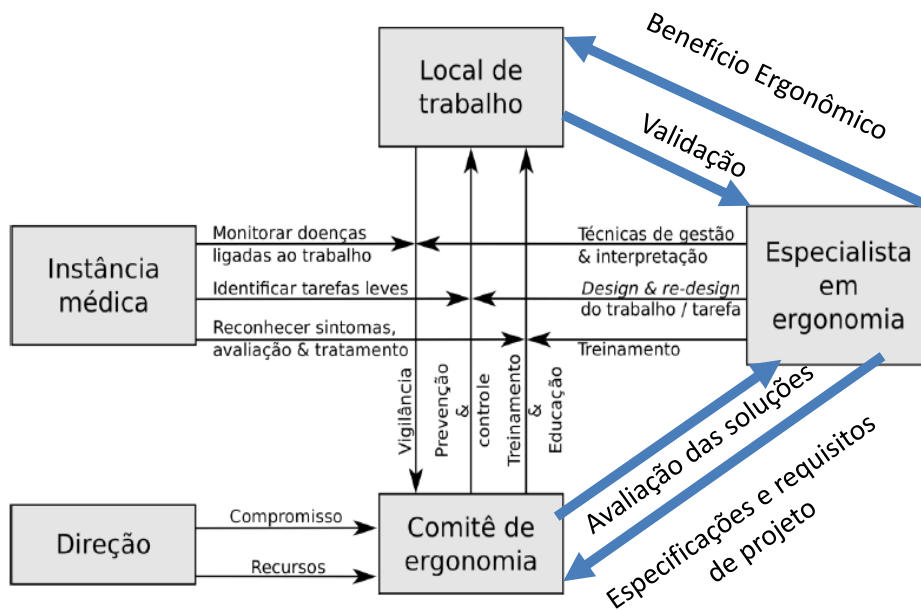 Benefício Ergonômico
Local de
trabalho
Validação
Instância
médica
Monitorar doenças
ligadas ao trabalho
Identificar tarefas leves
Reconhecer sintomas,
avaliação & tratamento
Técnicas de gestão
& interpretação
Design & re-design
do trabalho / tarefa
Treinamento
Especialista
em
ergonomia
Vigilância
Prevenção
&
controle
Treinamento
&
Educação
Avaliação das soluções
Especificações e requisitos
de projeto
Direção
Compromisso
Recursos
Comitê de
ergonomia